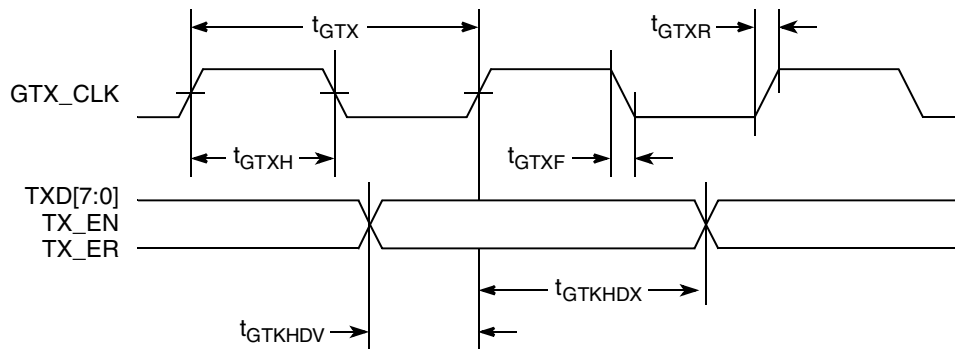 tGTX
tGTXR
GTX_CLK
tGTXH
tGTXF
TXD[7:0]
TX_EN
TX_ER
tGTKHDX
tGTKHDV